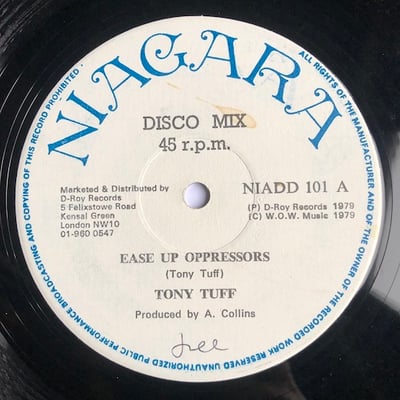 NIAGARA
ALL RIGHTS OF THE MANUFACTURER AND OF THE OWNER OF THE RECORDED WORK RESERVED UNAUTHORIZED PUBLIC PERFORMANCE BROADCASTING AND COPYING OF THIS RECORD PROHIBITED
DISCO MIX
45 r.p.m.
Marketed & Distributed by
D-Roy Records
5 Felixstowe Road
Kensal Green
London NW10
01-960 0547
NIADD 101 A
(P) D-Roy Records 1979
(C) W.O.W. Music 1979
EASE UP OPPRESSORS
(Tony Tuff)
TONY TUFF
Produced by A. Collins